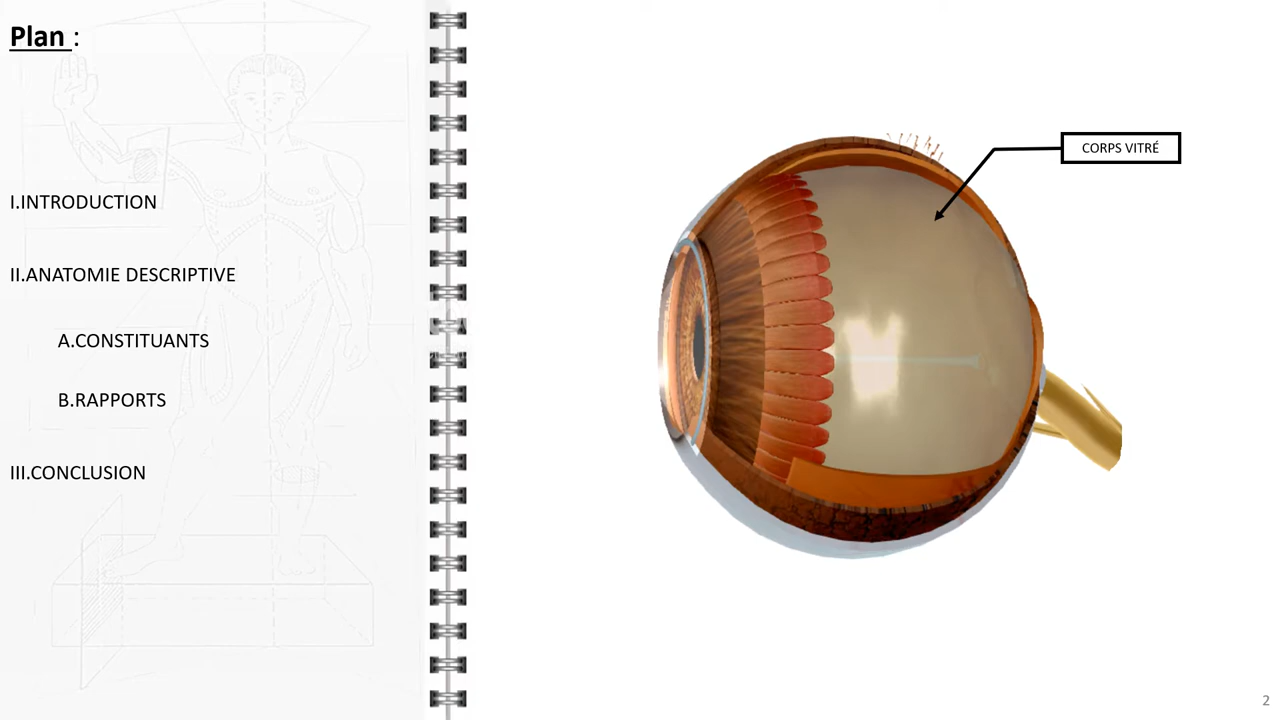 Plan :
I.INTRODUCTION
II.ANATOMIE DESCRIPTIVE
A.CONSTITUANTS
B.RAPPORTS
III.CONCLUSION
CORPS VITRÉ
2